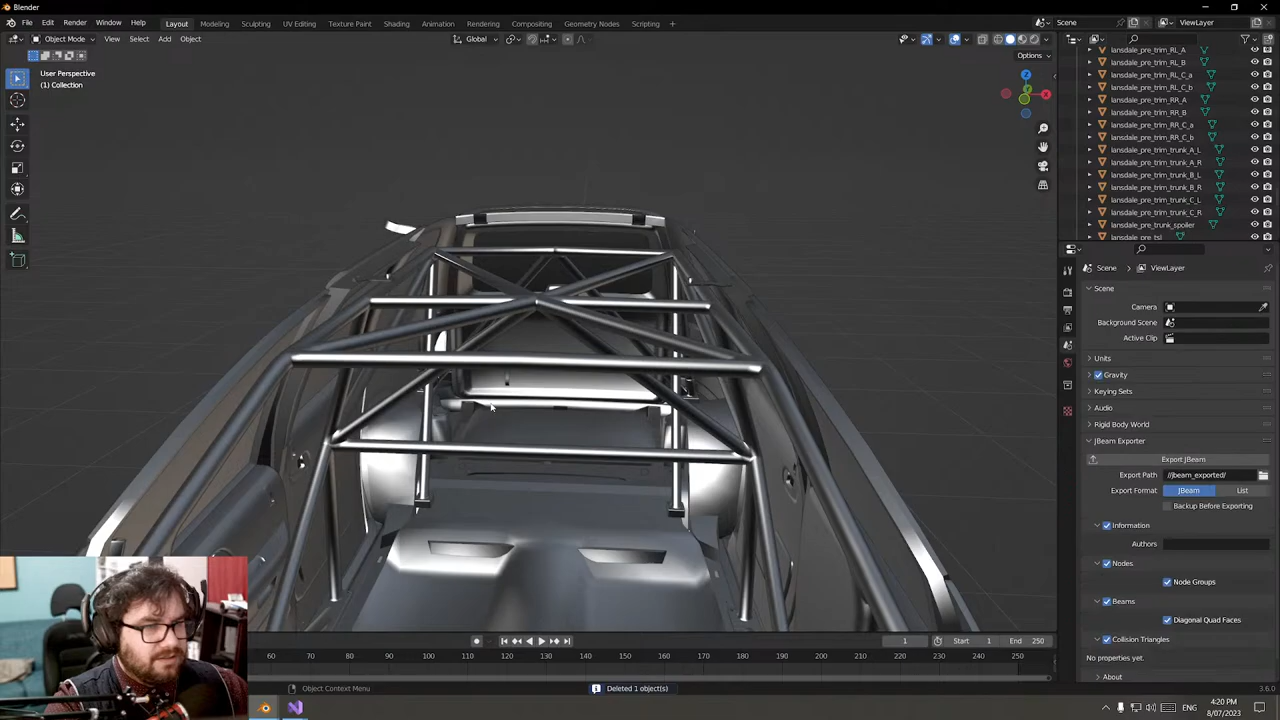 Blender
File Edit Render Window Help
Layout Modeling Sculpting UV Editing Texture Paint Shading Animation Rendering Compositing Geometry Nodes Scripting +
Scene ViewLayer
Object Mode View Select Add Object Global
Options
User Perspective
(1) Collection
lansdale_pre_trim_RL_A
lansdale_pre_trim_RL_B
lansdale_pre_trim_RL_C_a
lansdale_pre_trim_RL_C_b
lansdale_pre_trim_RR_A
lansdale_pre_trim_RR_B
lansdale_pre_trim_RR_C_a
lansdale_pre_trim_RR_C_b
lansdale_pre_trim_trunk_A_L
lansdale_pre_trim_trunk_A_R
lansdale_pre_trim_trunk_B_L
lansdale_pre_trim_trunk_B_R
lansdale_pre_trim_trunk_C_L
lansdale_pre_trim_trunk_C_R
lansdale_pre_trunk_spoiler
lansdale_pre_tsl
Z
X
Scene ViewLayer
Scene
Camera
Background Scene
Active Clip
Units
Gravity
Keying Sets
Audio
Rigid Body World
JBeam Exporter
Export JBeam
Export Path //jbeam_exported/
Export Format JBeam List
Backup Before Exporting
Information
Authors
Nodes
Node Groups
Beams
Diagonal Quad Faces
Collision Triangles
No properties yet.
About
1 Start 1 End 250
60 70 80 90 100 110 120 130 140 150 160 170 180 190 200 210 220 230 240 250
Object Context Menu
Deleted 1 object(s)
3.6.0
ENG
4:20 PM
8/07/2023